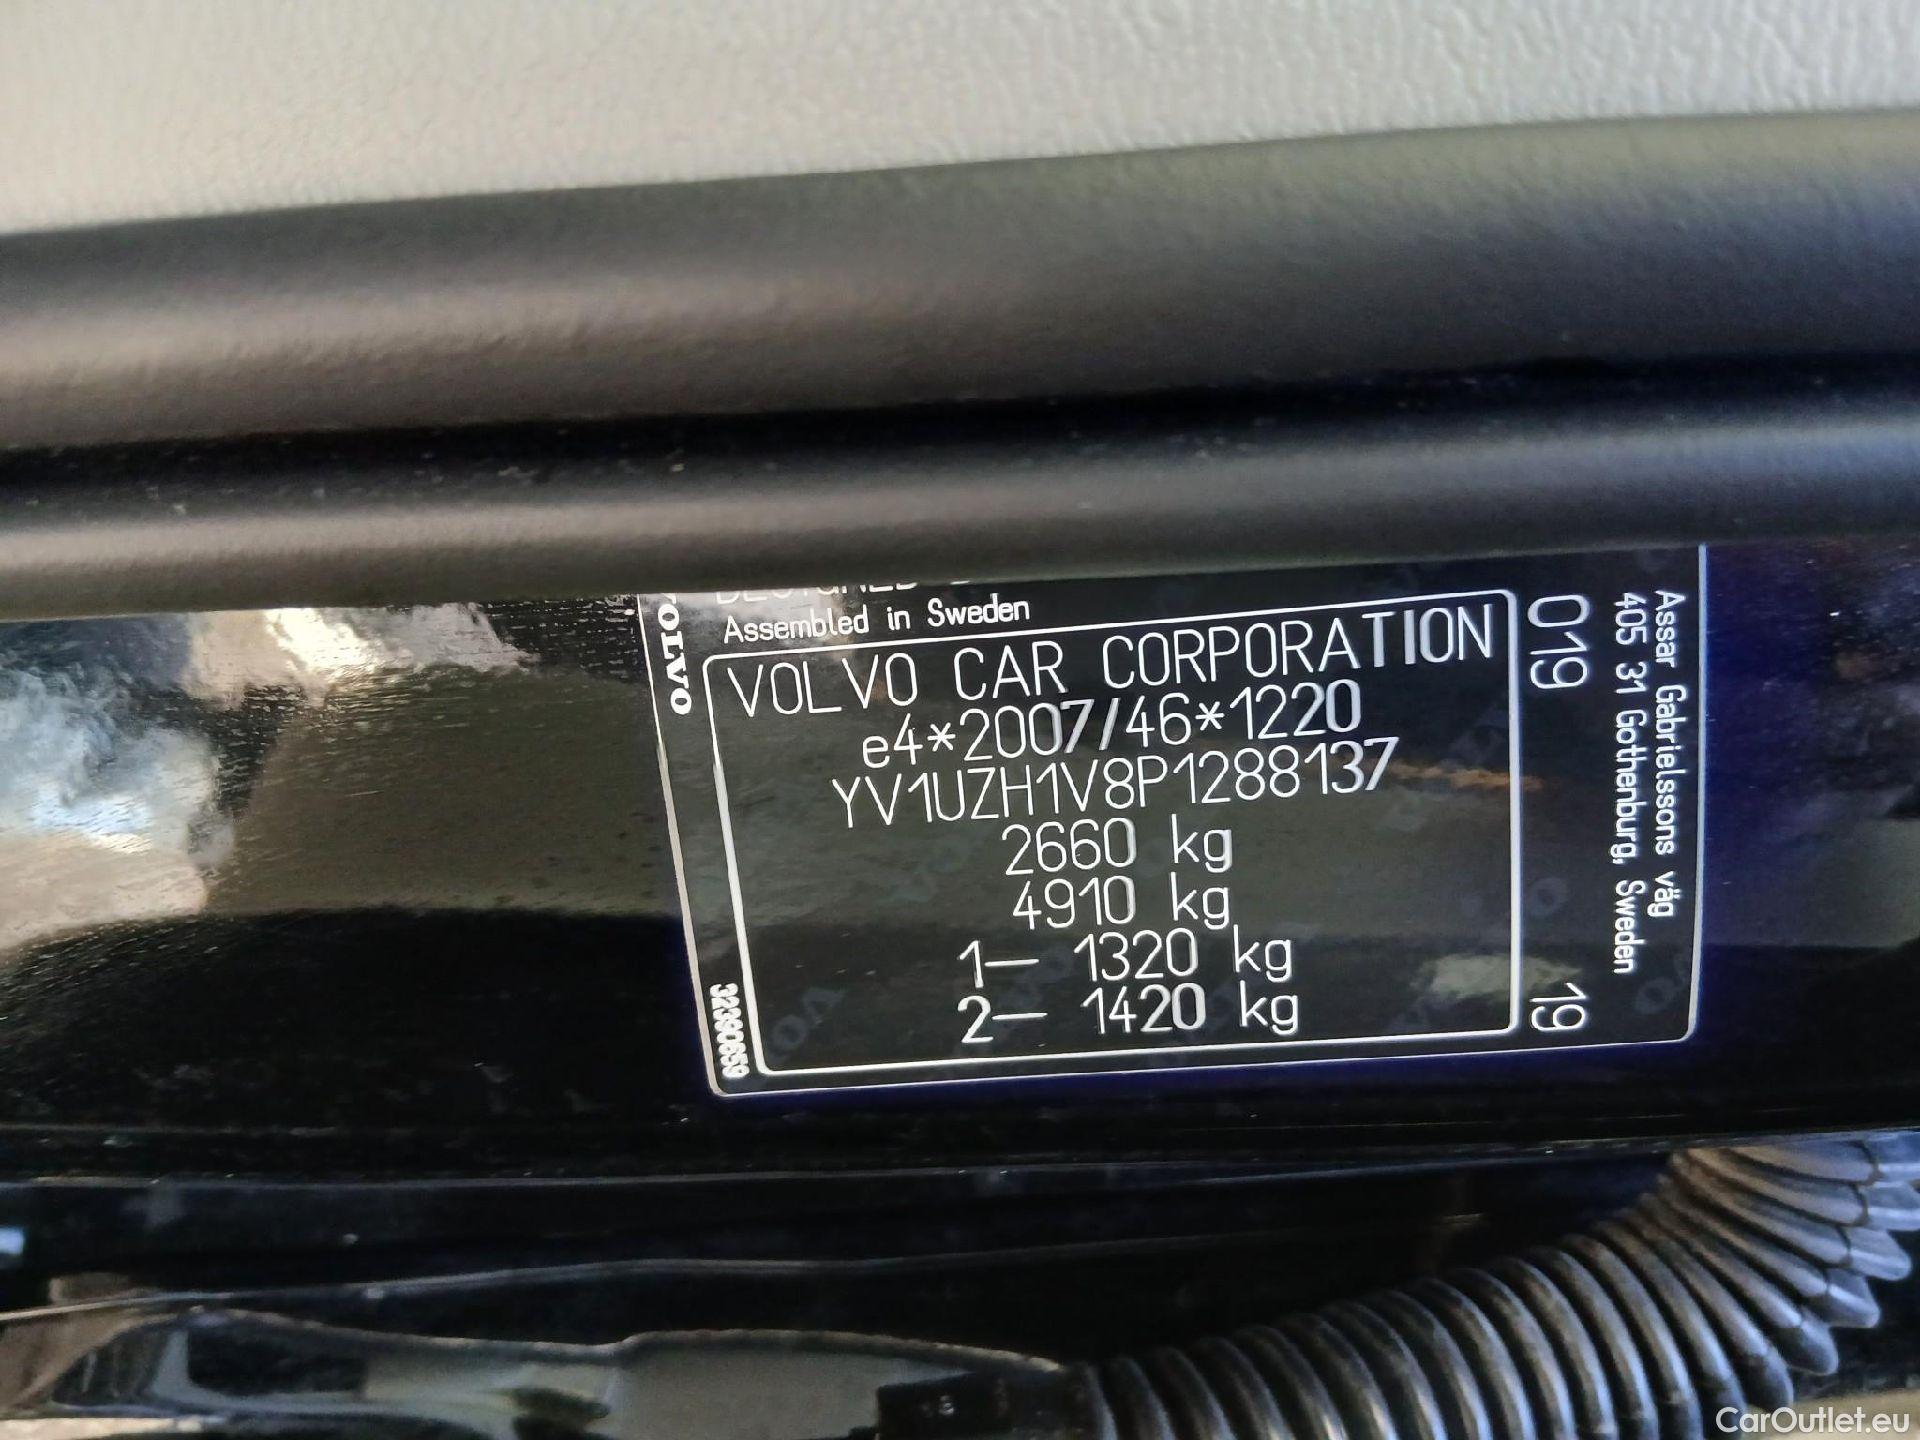 Assembled in Sweden
VOLVO CAR CORPORATION
e4*2007/46*1220
YV1UZH1V8P1288137
2660 kg
4910 kg
1— 1320 kg
2— 1420 kg
32390659
019
19
Assar Gabrielssons väg
405 31 Gothenburg, Sweden
CarOutlet.eu